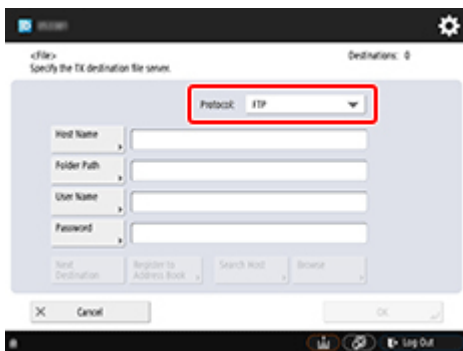 <File>
Destinations: 0
Specify the TX destination file server.
Protocol: FTP
Host Name
Folder Path
User Name
Password
Next Destination
Register to Address Book
Search Host
Browse
Cancel
OK
Log Out